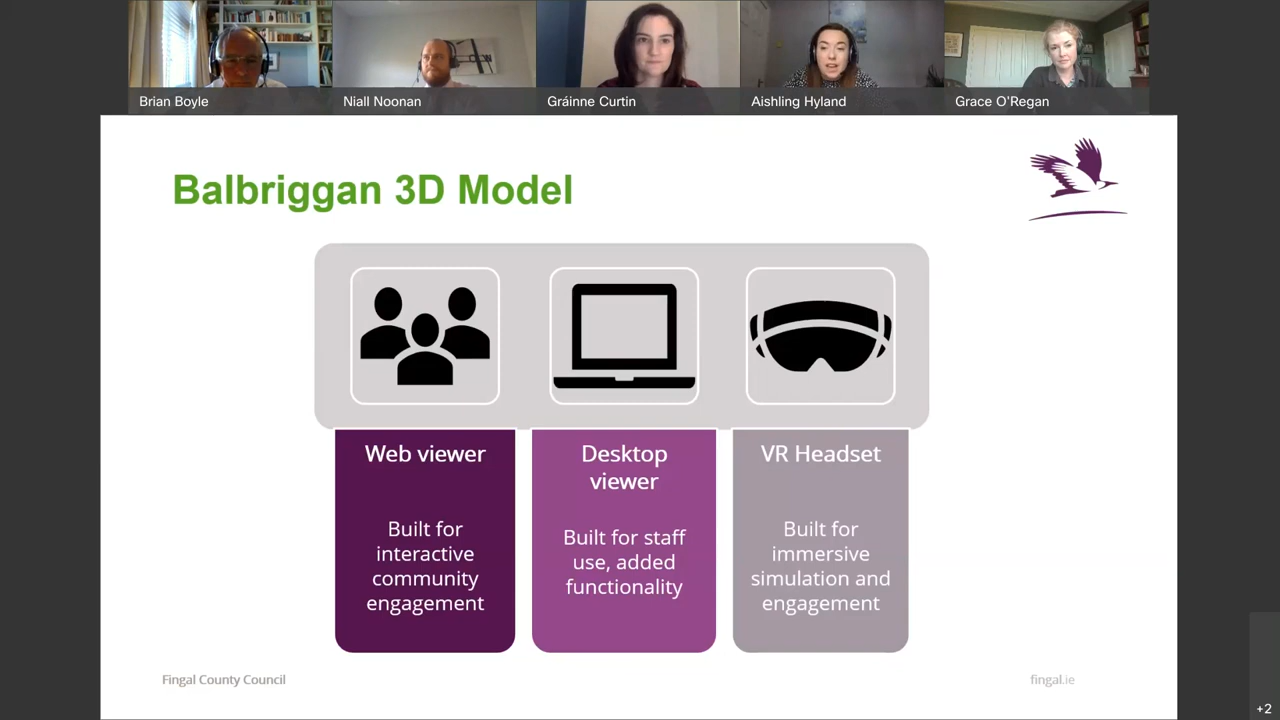 Brian Boyle
Niall Noonan
Gráinne Curtin
Aishling Hyland
Grace O'Regan
Balbriggan 3D Model
Web viewer
Built for
interactive
community
engagement
Desktop
viewer
Built for staff
use, added
functionality
VR Headset
Built for
immersive
simulation and
engagement
Fingal County Council
fingal.ie
+2